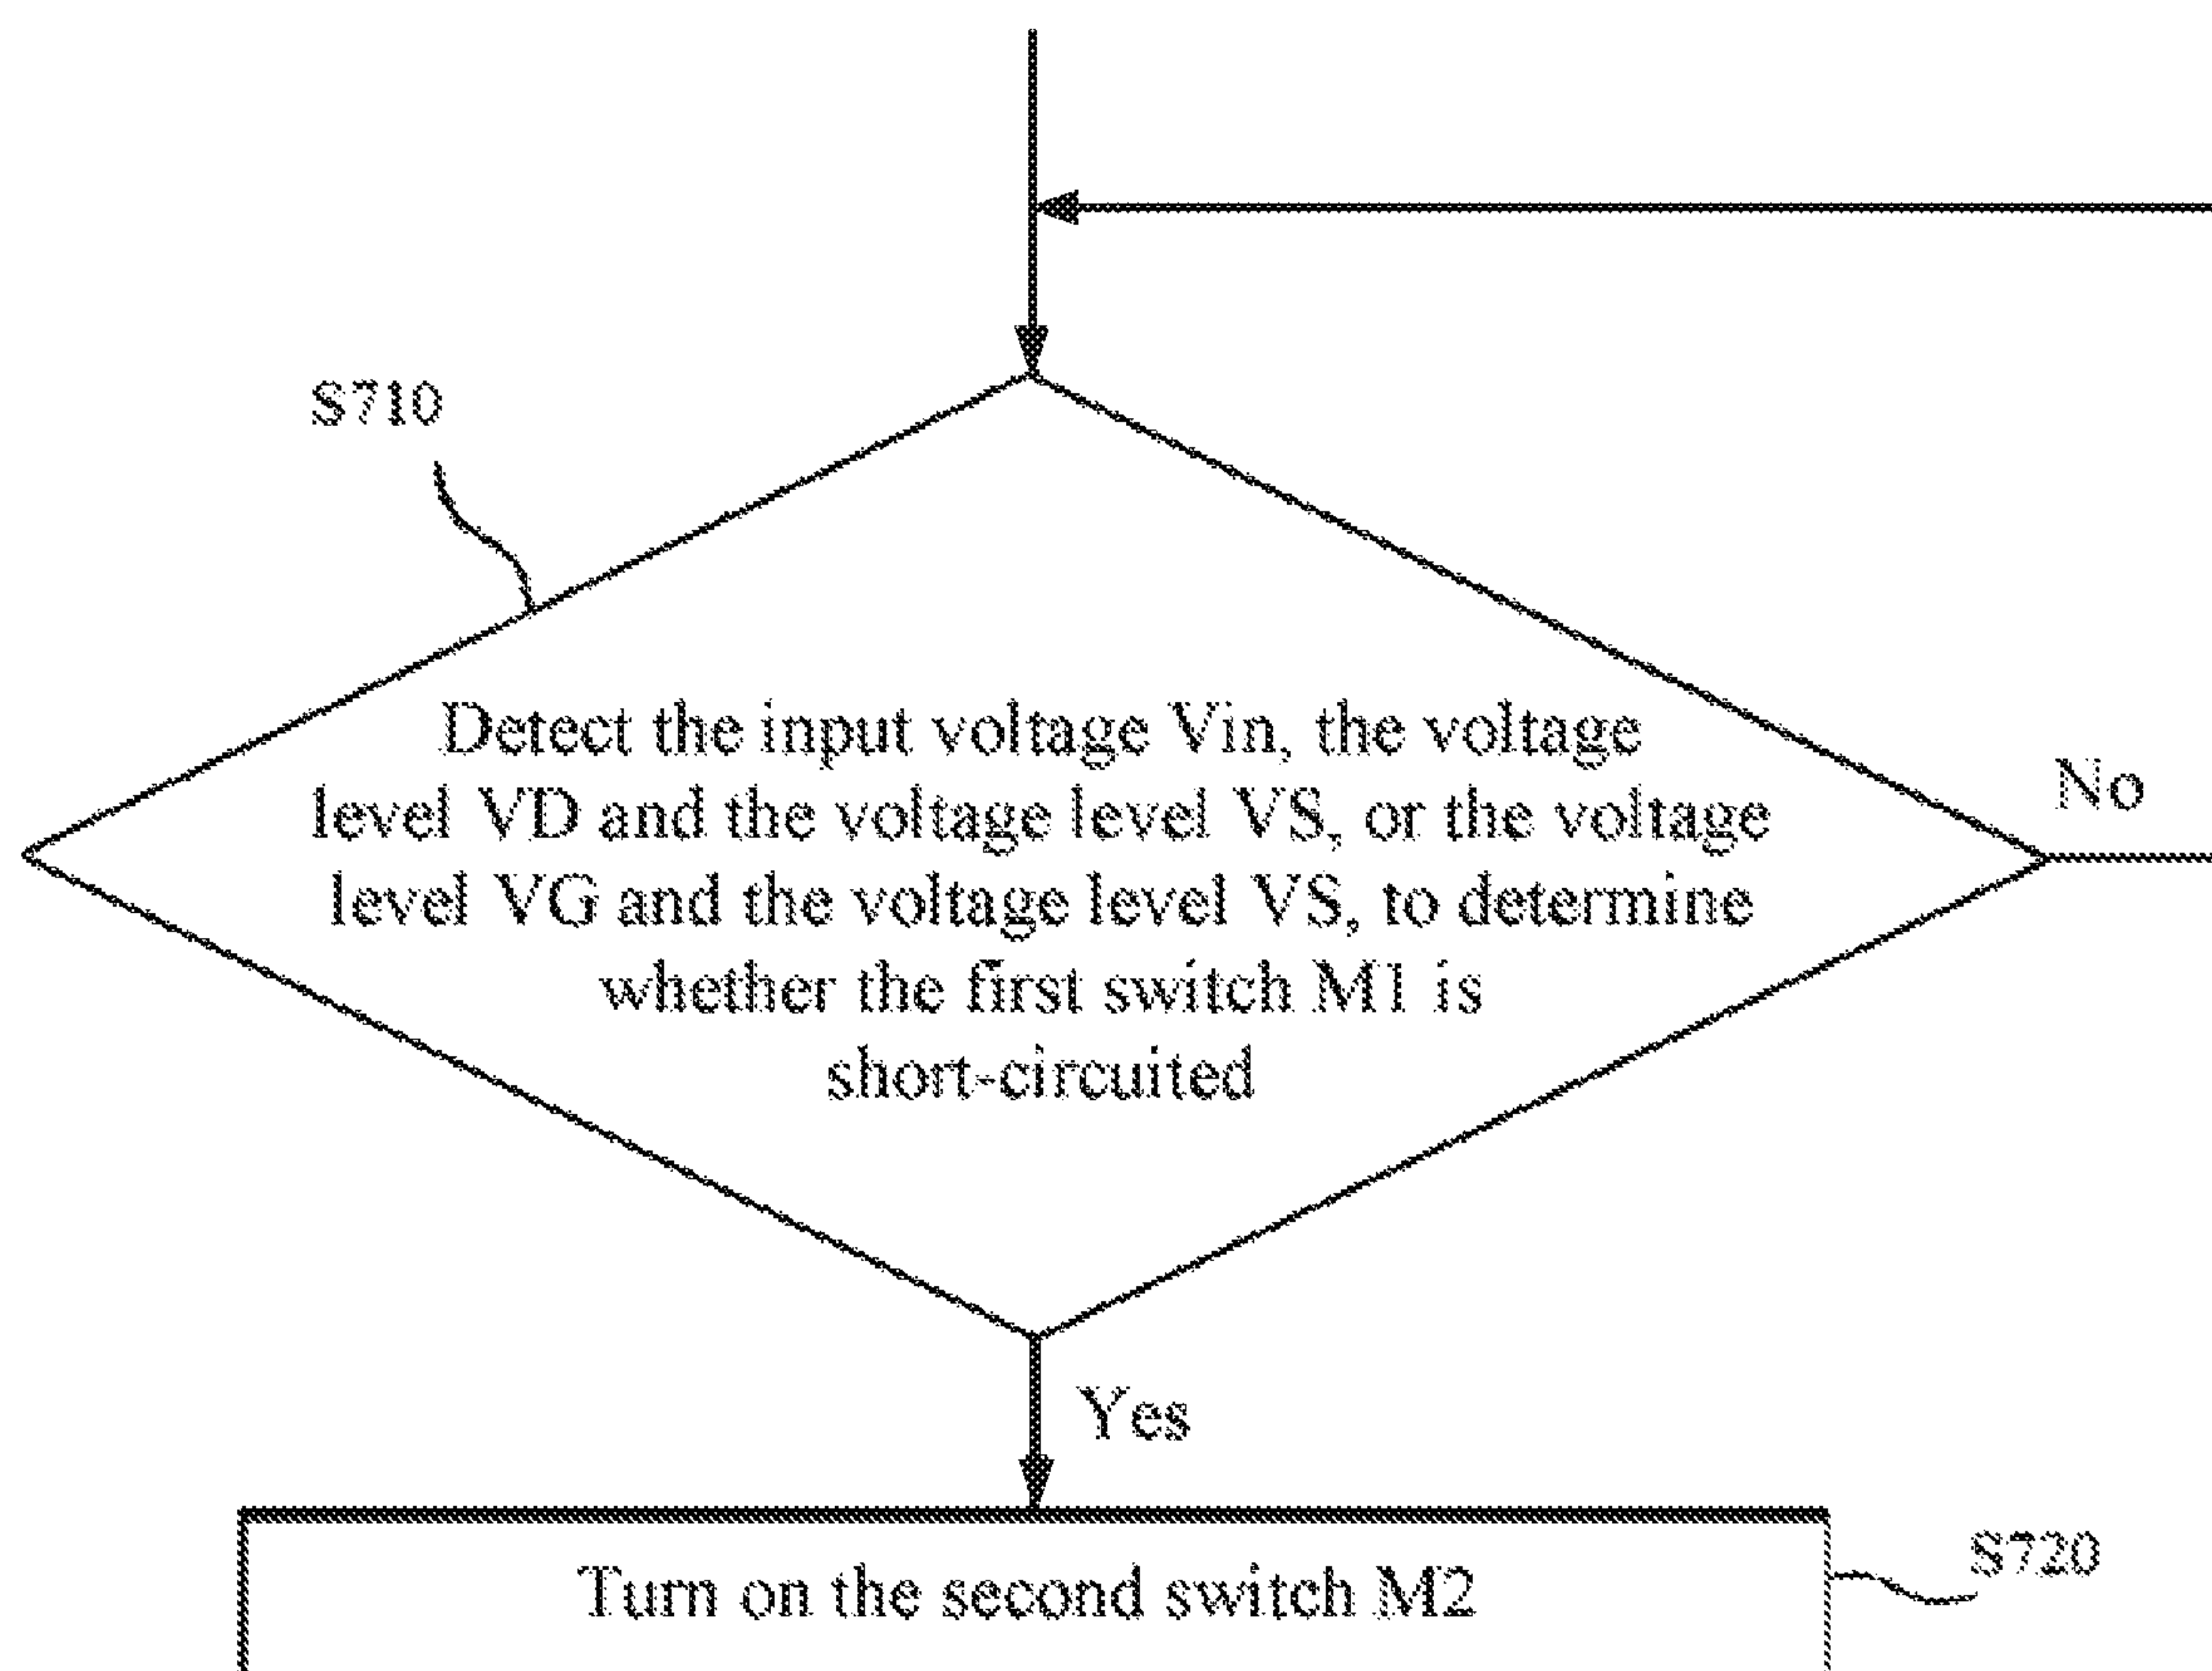 S710
Detect the input voltage Vin, the voltage
level VD and the voltage level VS, or the voltage
level VG and the voltage level VS, to determine
whether the first switch M1 is
short-circuited
No
Yes
Turn on the second switch M2
S720